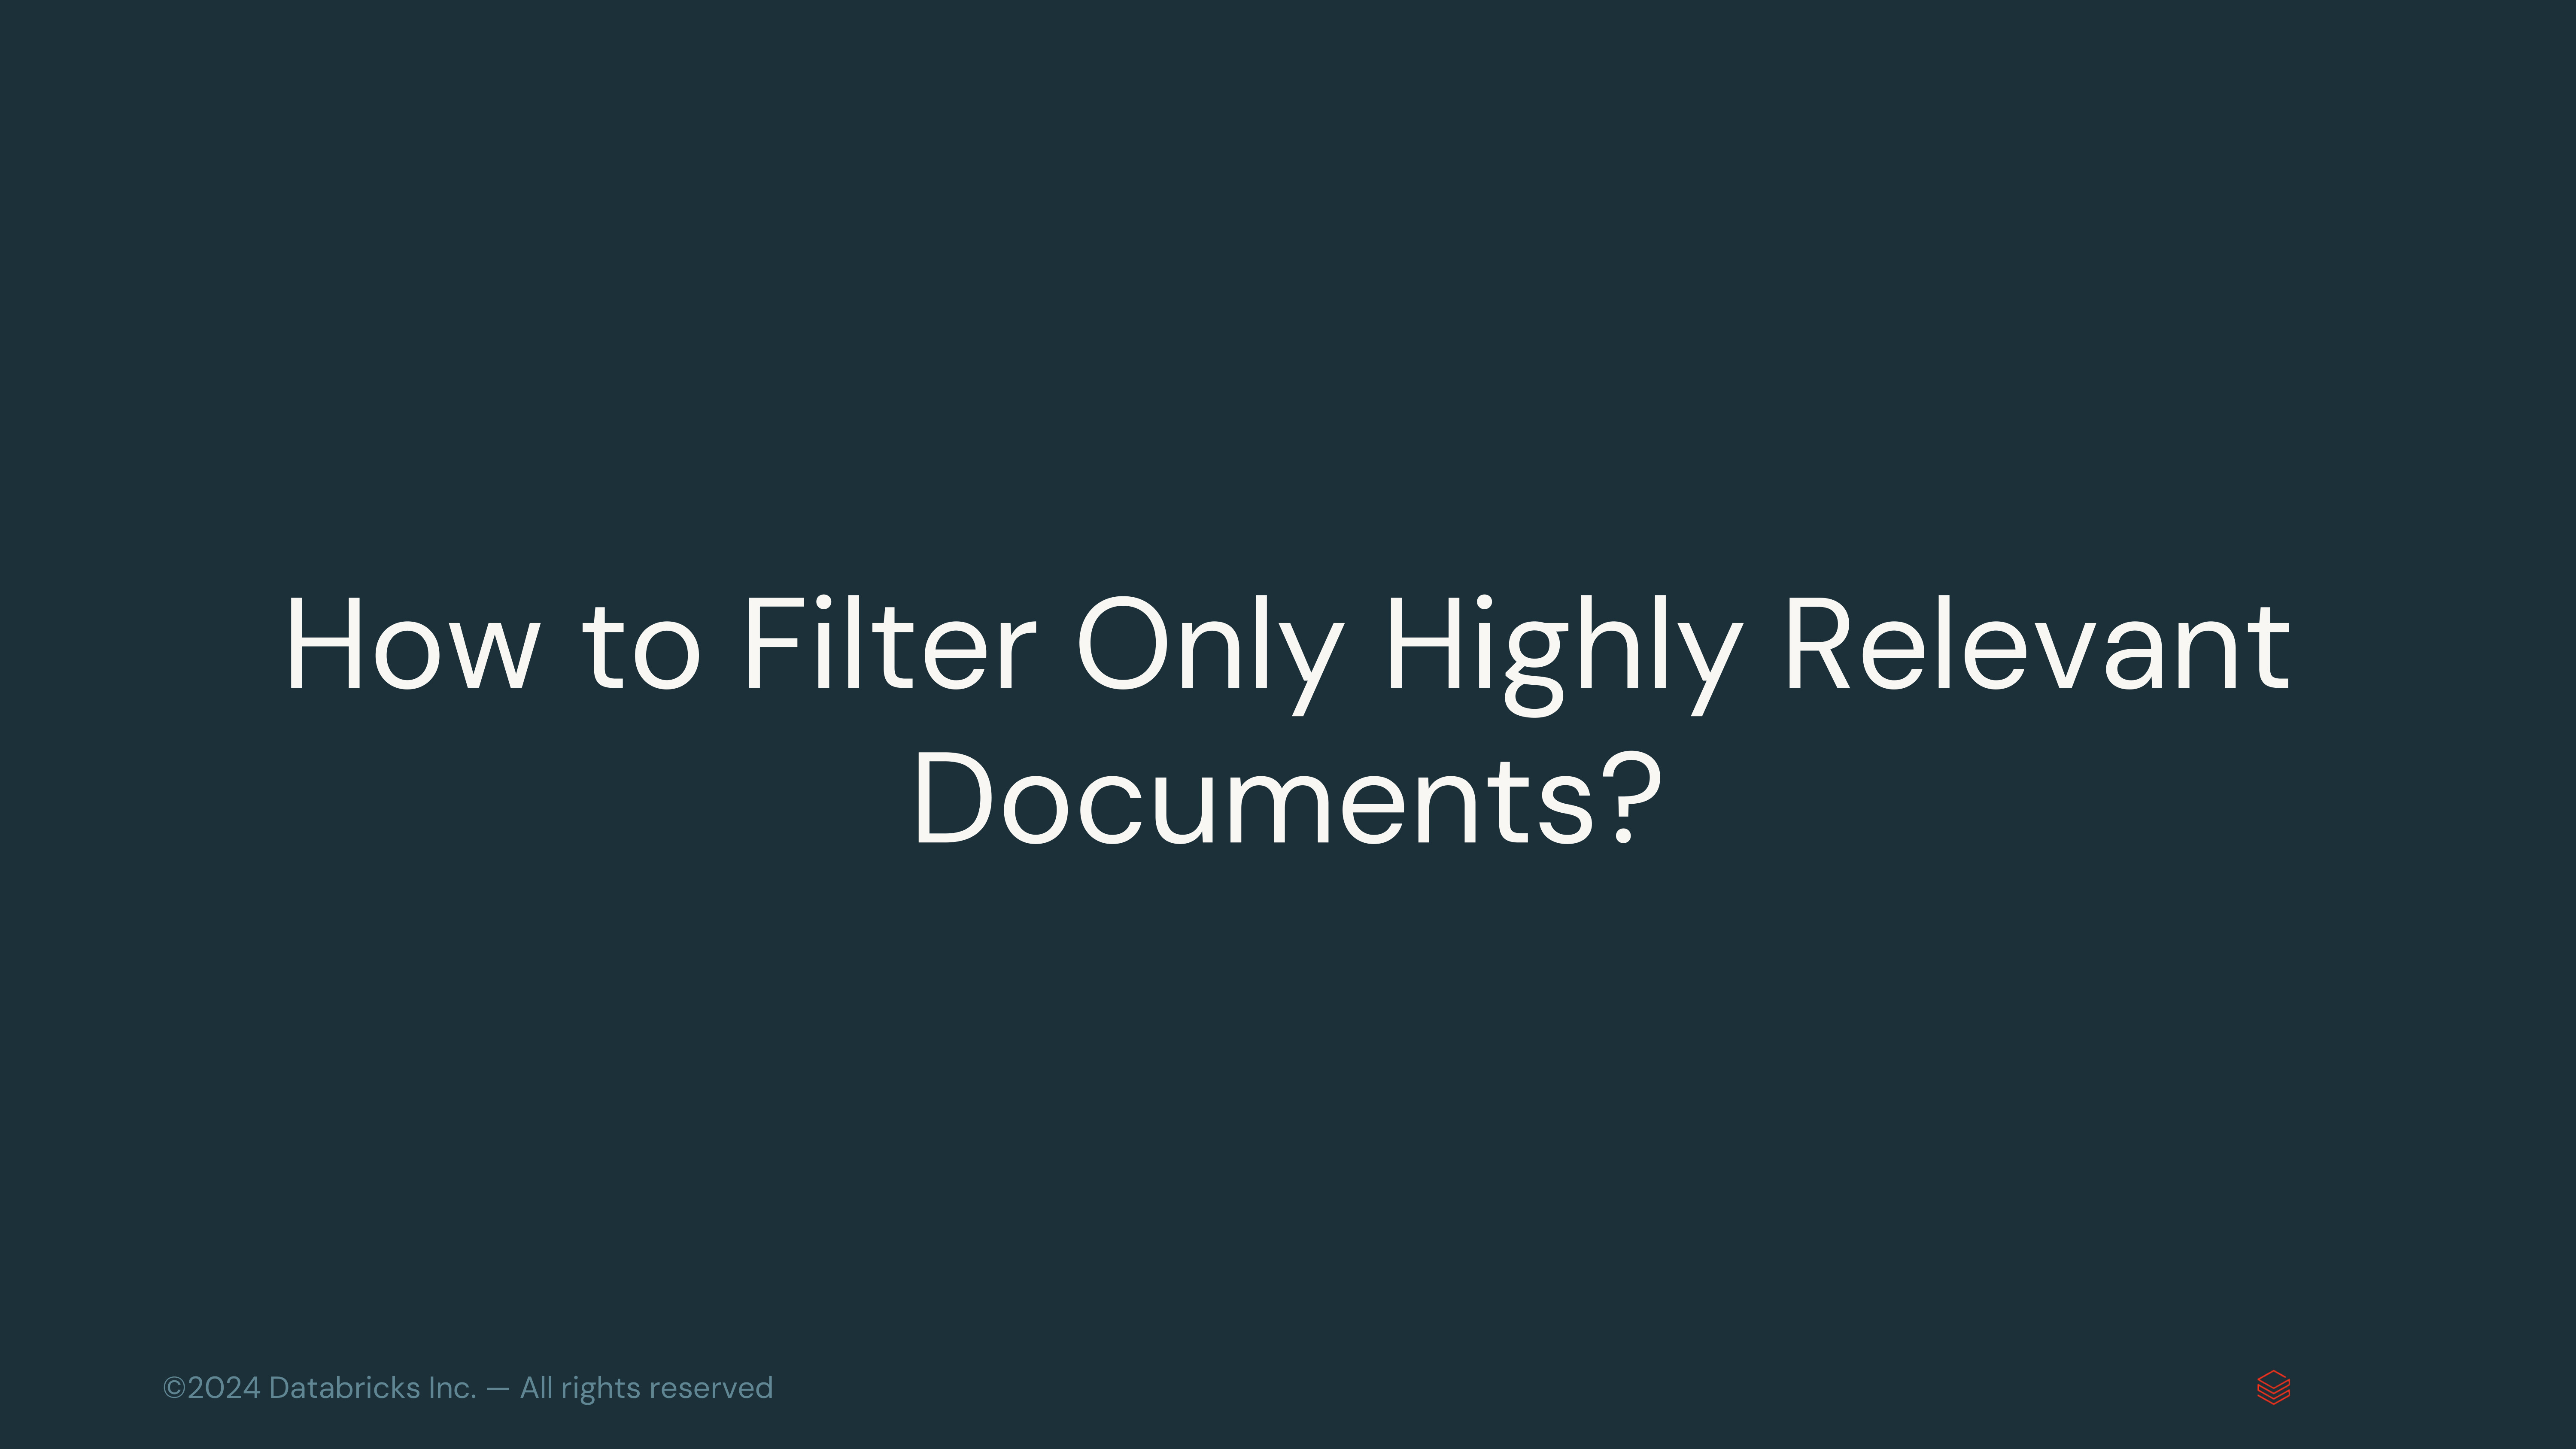 How to Filter Only Highly Relevant
Documents?
©2024 Databricks Inc. — All rights reserved